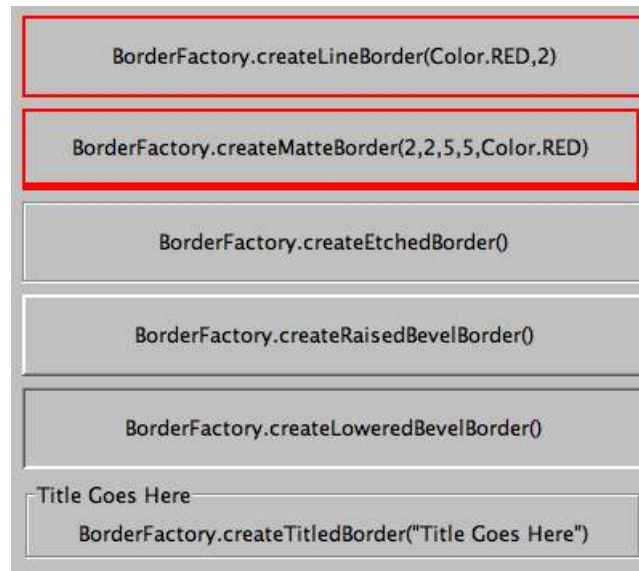 BorderFactory.createLineBorder(Color.RED,2)
BorderFactory.createMatteBorder(2,2,5,5,Color.RED)
BorderFactory.createEtchedBorder()
BorderFactory.createRaisedBevelBorder()
BorderFactory.createLoweredBevelBorder()
Title Goes Here
BorderFactory.createTitledBorder("Title Goes Here")